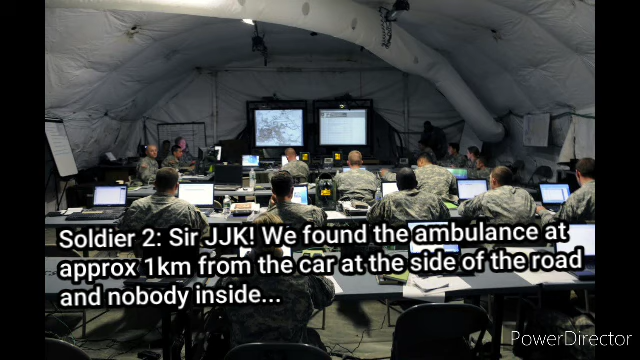 Soldier 2: Sir JJK! We found the ambulance at
approx 1km from the car at the side of the road
and nobody inside...
PowerDirector